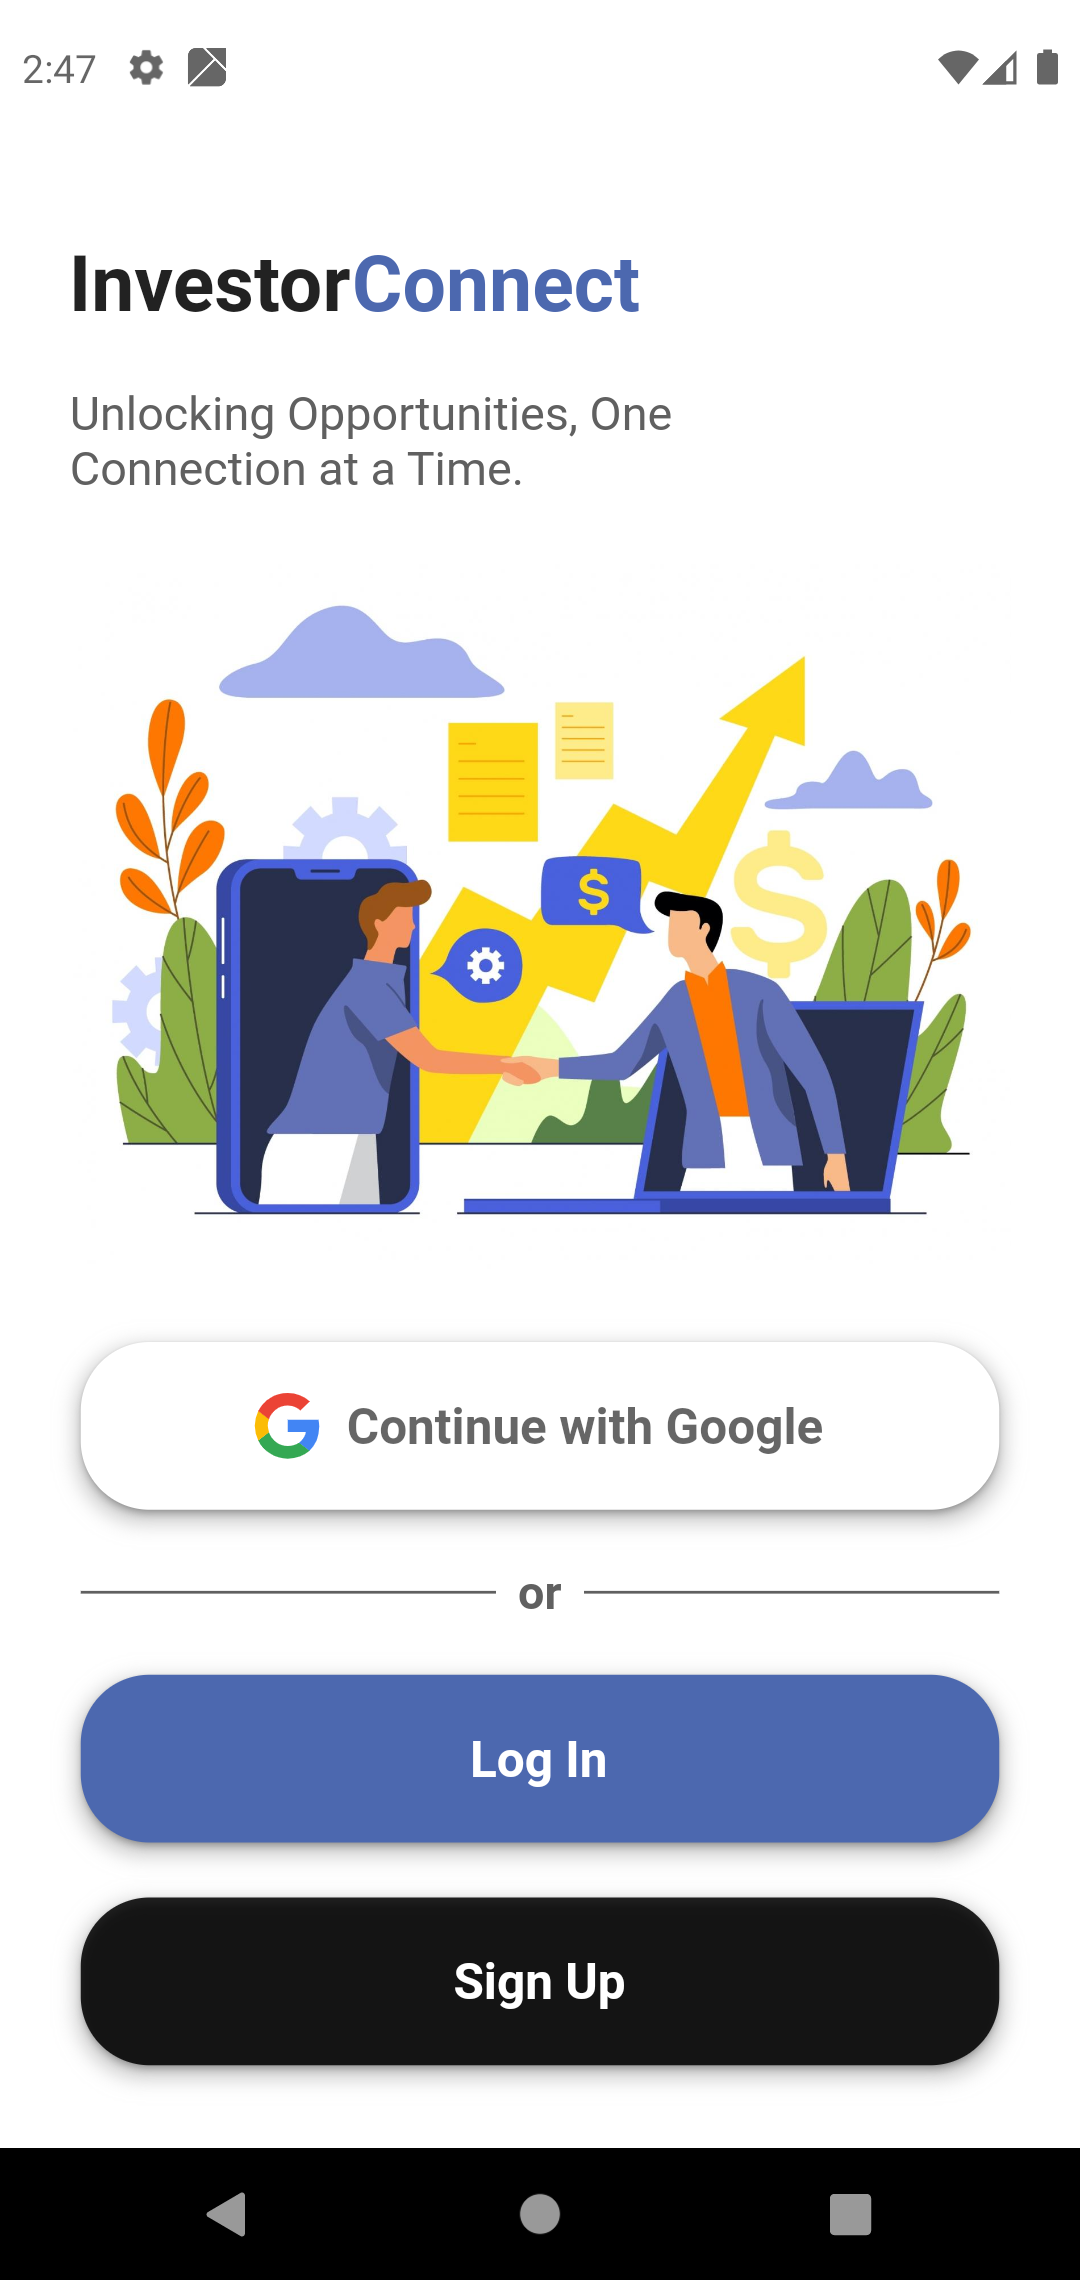 2:47
InvestorConnect
Unlocking Opportunities, One
Connection at a Time.
$
$
Continue with Google
or
Log In
Sign Up